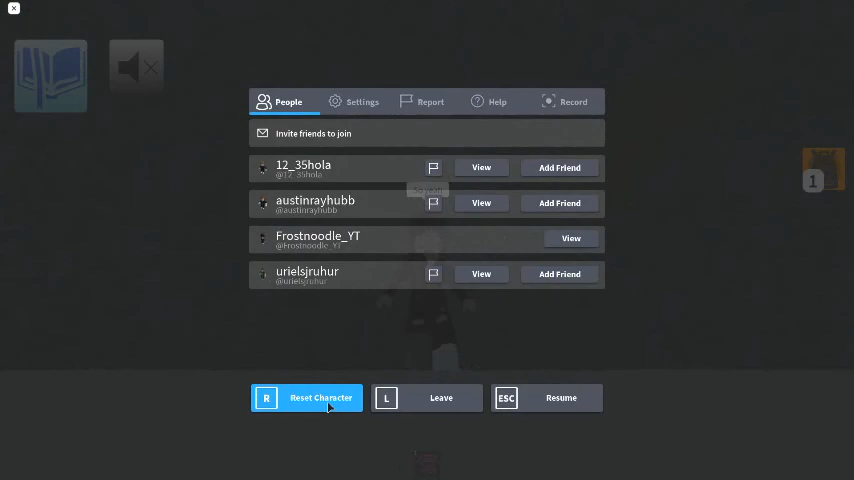 People
Settings
Report
Help
Record
Invite friends to join
12_35hola
@12_35hola
View
Add Friend
austinrayhubb
@austinrayhubb
View
Add Friend
Frostnoodle_YT
@Frostnoodle_YT
View
urielsjruhur
@urielsjruhur
View
Add Friend
R
Reset Character
L
Leave
ESC
Resume
1